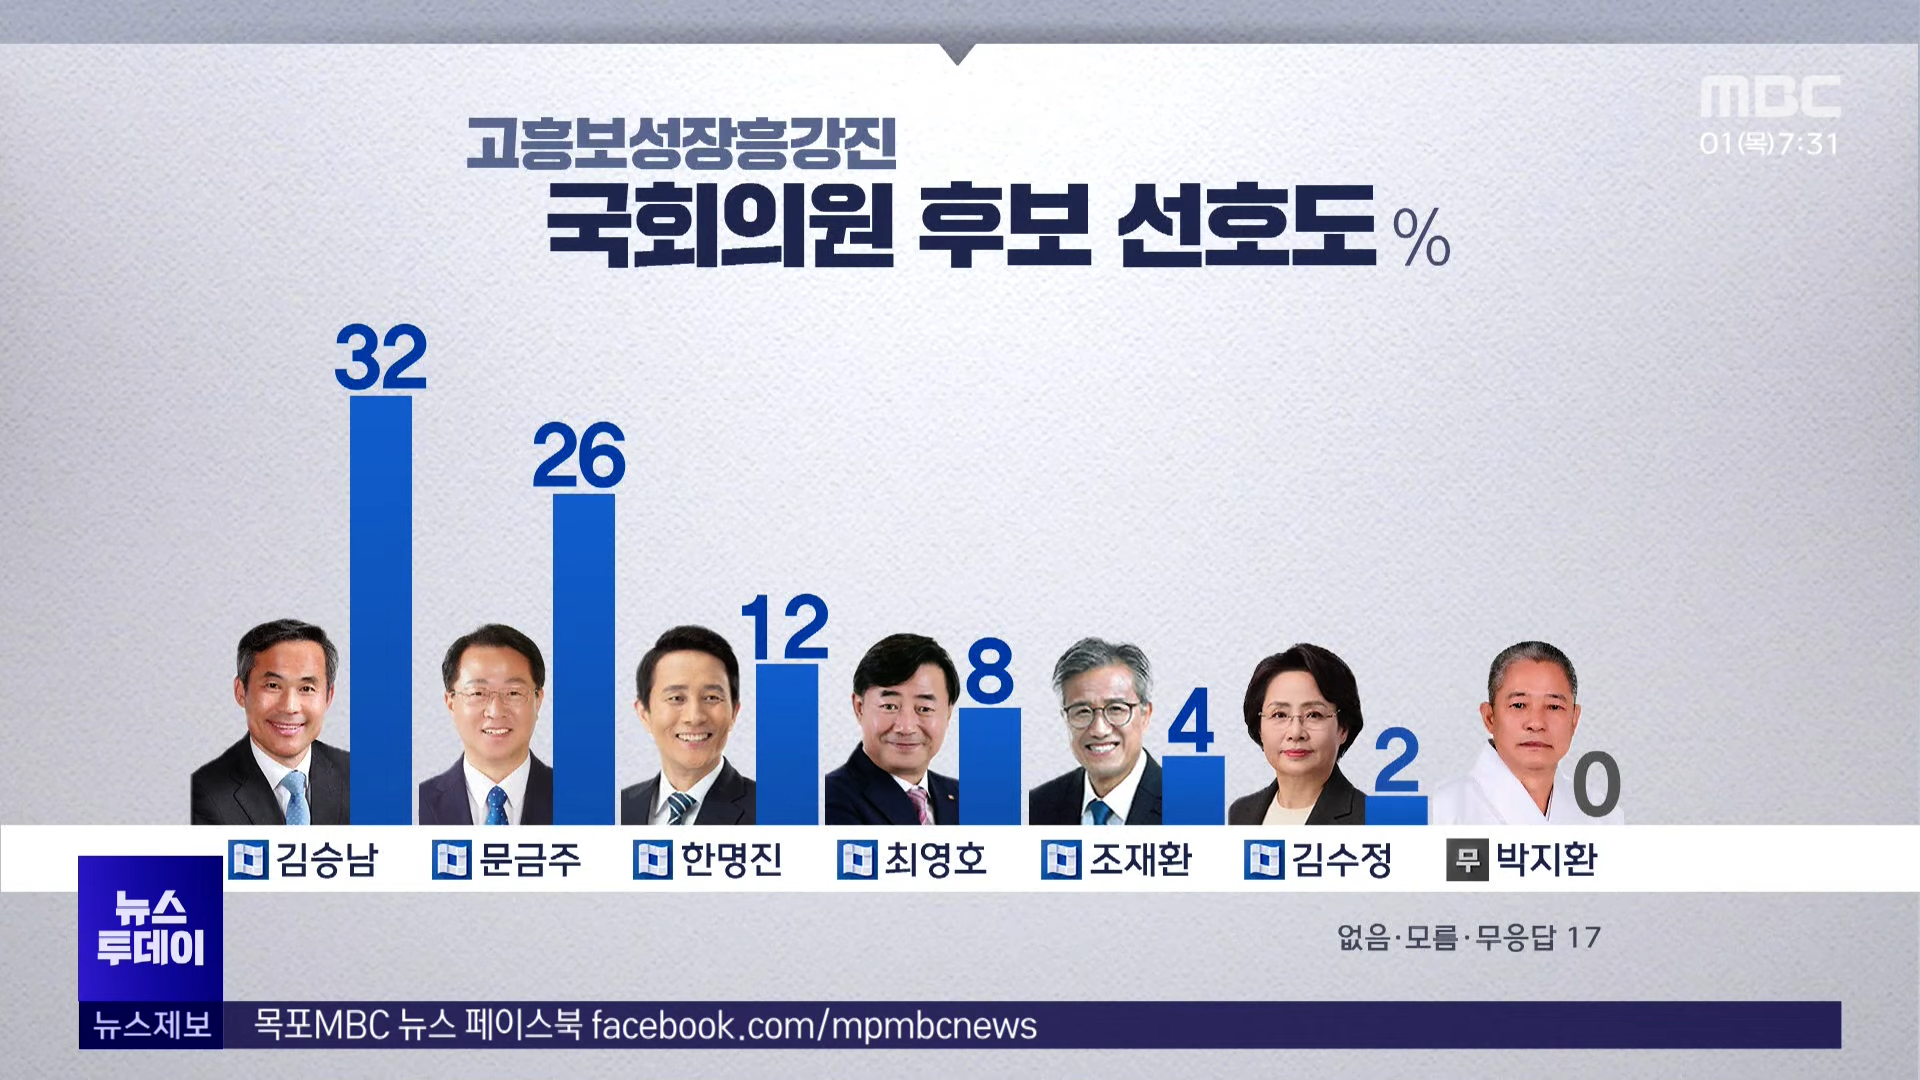 MBC
01(목)7:31
고흥보성장흥강진
국회의원 후보 선호도 %
32
26
12
8
4
2
0
김승남
문금주
한명진
최영호
조재환
김수정
무 박지환
없음·모름·무응답 17
뉴스
투데이
뉴스제보
목포MBC 뉴스 페이스북 facebook.com/mpmbcnews